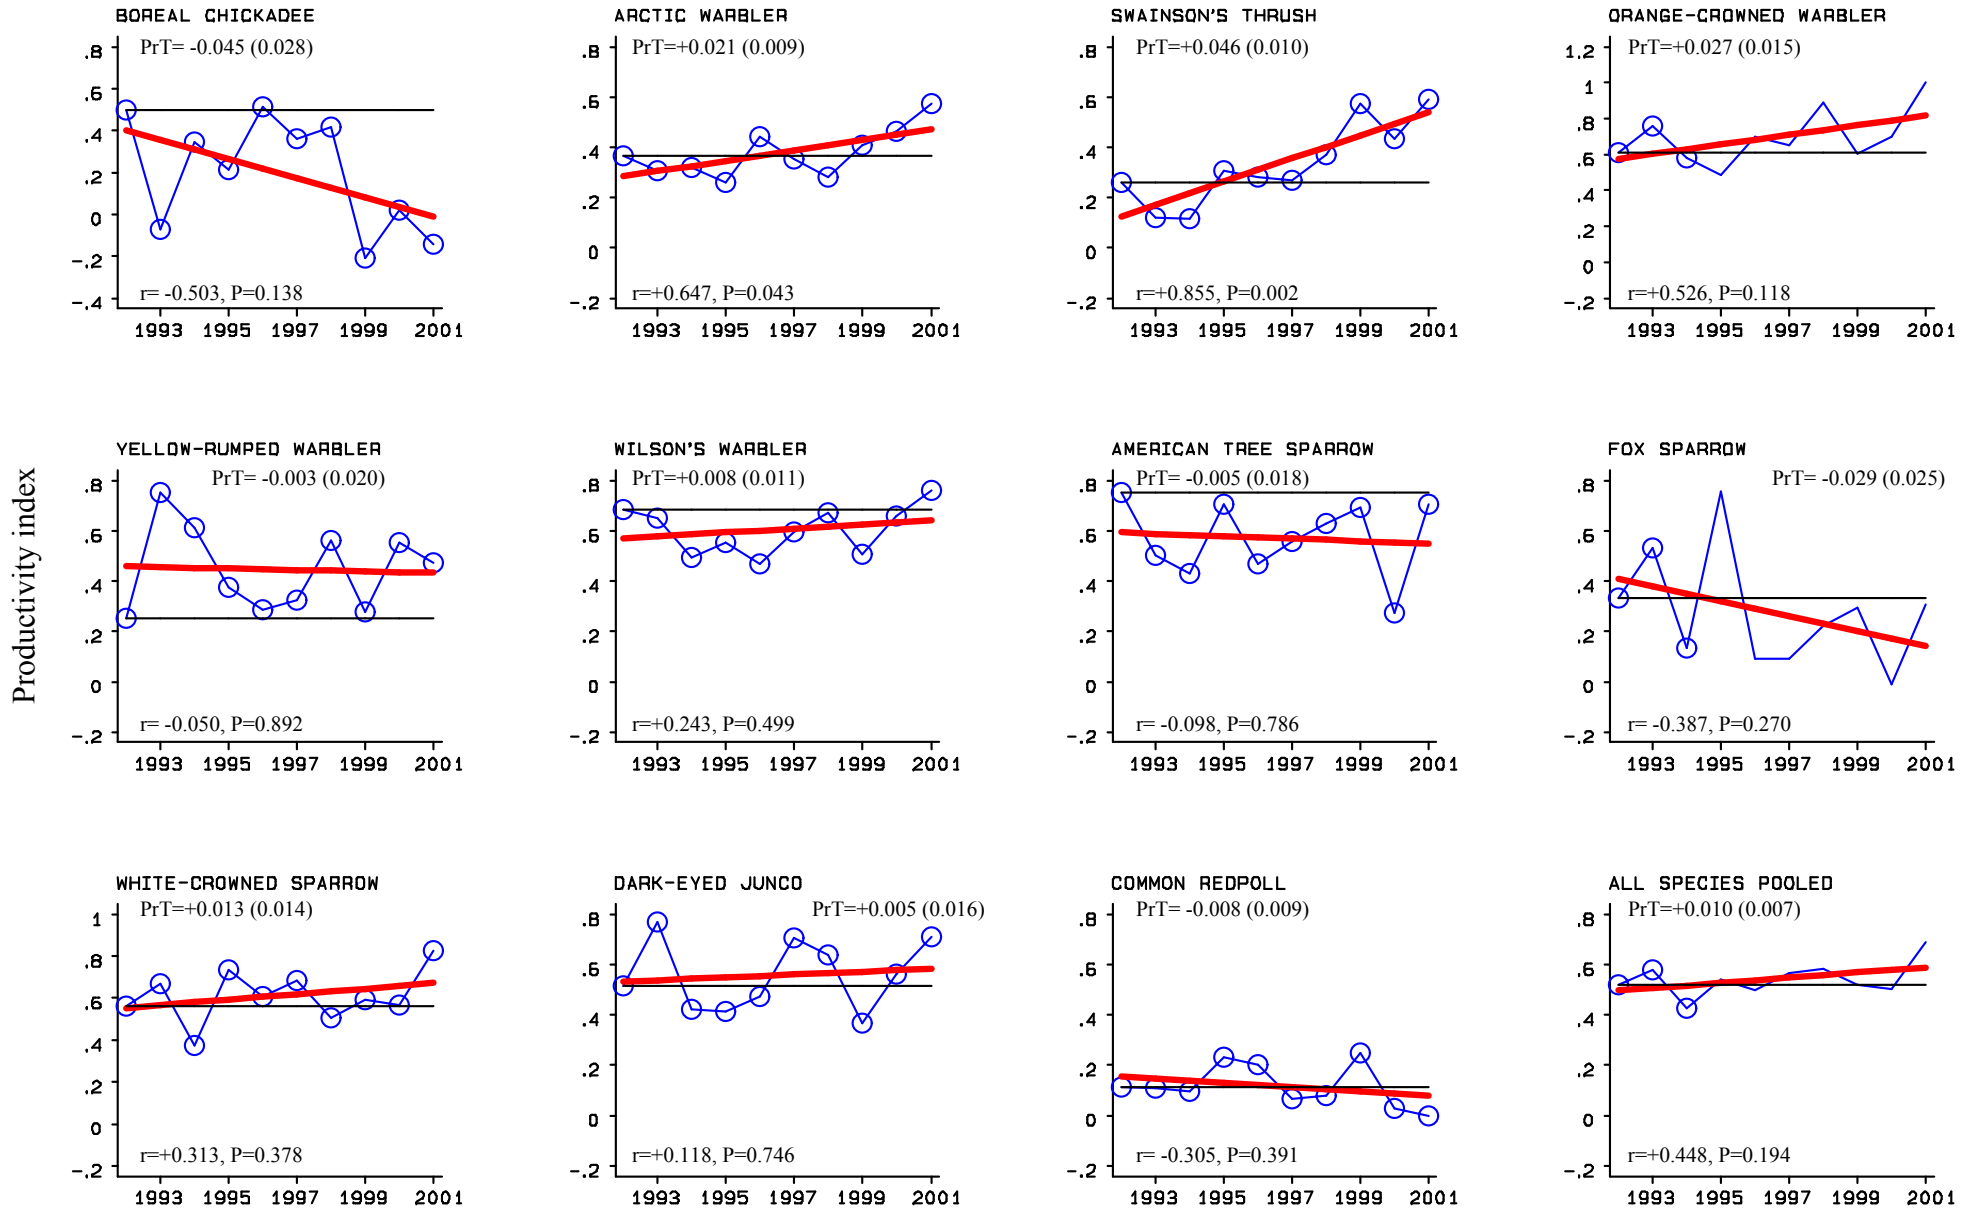 BOREAL CHICKADEE
PrT= -0.045 (0.028)
.8
.6
.4
.2
0
-.2
-.4
r= -0.503, P=0.138
1993 1995 1997 1999 2001
ARCTIC WARBLER
PrT=+0.021 (0.009)
.8
.6
.4
.2
0
-.2
r=+0.647, P=0.043
1993 1995 1997 1999 2001
SWAINSON'S THRUSH
PrT=+0.046 (0.010)
.8
.6
.4
.2
0
-.2
r=+0.855, P=0.002
1993 1995 1997 1999 2001
ORANGE-CROWNED WARBLER
PrT=+0.027 (0.015)
1.2
1
.8
.6
.4
.2
0
-.2
r=+0.526, P=0.118
1993 1995 1997 1999 2001
Productivity index
YELLOW-RUMPED WARBLER
PrT= -0.003 (0.020)
.8
.6
.4
.2
0
-.2
r= -0.050, P=0.892
1993 1995 1997 1999 2001
WILSON'S WARBLER
PrT=+0.008 (0.011)
.8
.6
.4
.2
0
-.2
r=+0.243, P=0.499
1993 1995 1997 1999 2001
AMERICAN TREE SPARROW
PrT= -0.005 (0.018)
.8
.6
.4
.2
0
-.2
r= -0.098, P=0.786
1993 1995 1997 1999 2001
FOX SPARROW
PrT= -0.029 (0.025)
.8
.6
.4
.2
0
-.2
r= -0.387, P=0.270
1993 1995 1997 1999 2001
WHITE-CROWNED SPARROW
PrT=+0.013 (0.014)
1
.8
.6
.4
.2
0
-.2
r=+0.313, P=0.378
1993 1995 1997 1999 2001
DARK-EYED JUNCO
PrT=+0.005 (0.016)
.8
.6
.4
.2
0
-.2
r=+0.118, P=0.746
1993 1995 1997 1999 2001
COMMON REDPOLL
PrT= -0.008 (0.009)
.8
.6
.4
.2
0
-.2
r= -0.305, P=0.391
1993 1995 1997 1999 2001
ALL SPECIES POOLED
PrT=+0.010 (0.007)
.8
.6
.4
.2
0
-.2
r=+0.448, P=0.194
1993 1995 1997 1999 2001